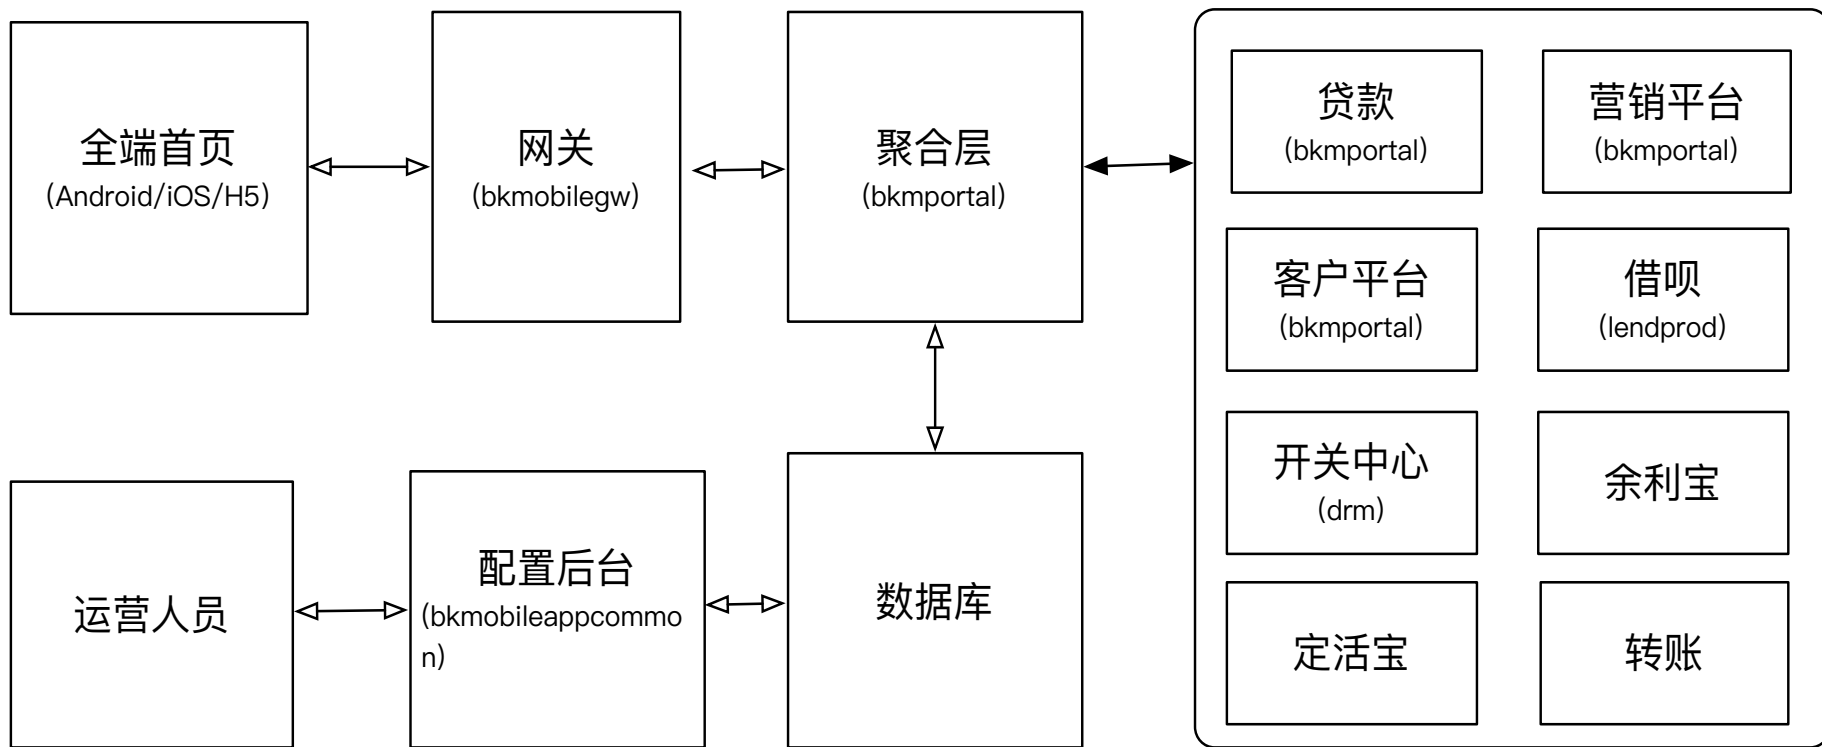 全端首页
(Android/iOS/H5)
网关
(bkmobilegw)
聚合层
(bkmportal)
贷款
(bkmportal)
营销平台
(bkmportal)
客户平台
(bkmportal)
借呗
(lendprod)
开关中心
(drm)
余利宝
定活宝
转账
运营人员
配置后台
(bkmobileappcommo
n)
数据库